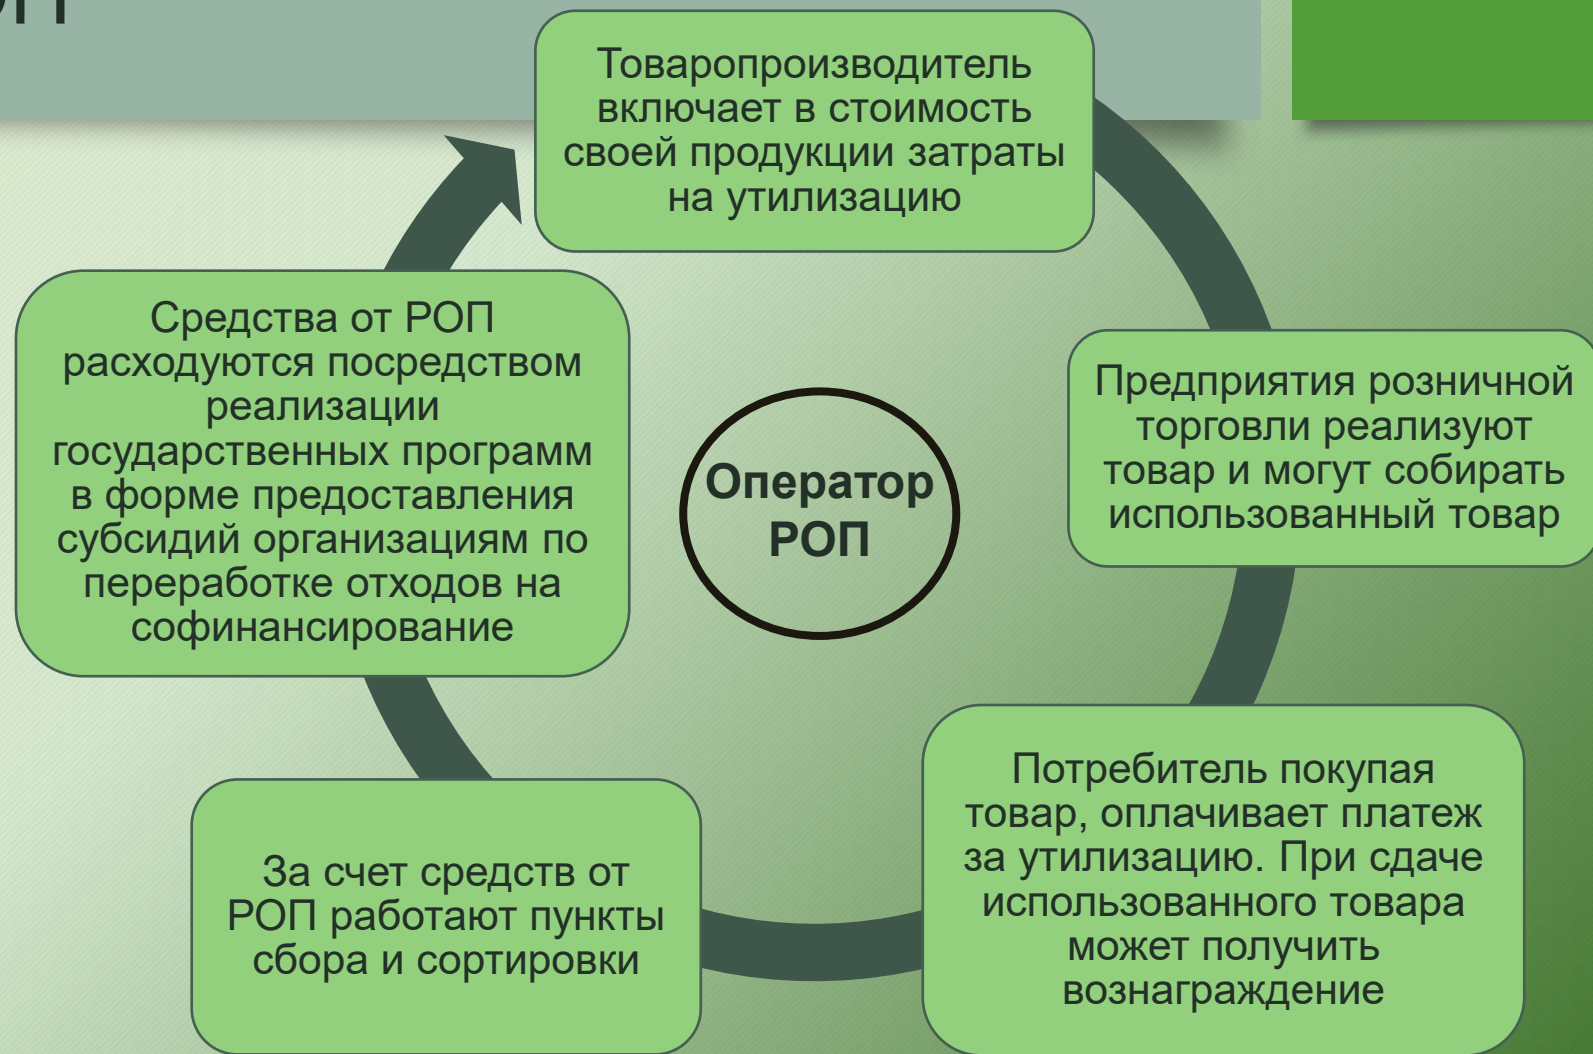 ОП
Товаропроизводитель
включает в стоимость
своей продукции затраты
на утилизацию
Предприятия розничной
торговли реализуют
товар и могут собирать
использованный товар
Потребитель покупая
товар, оплачивает платеж
за утилизацию. При сдаче
использованного товара
может получить
вознаграждение
За счет средств от
РОП работают пункты
сбора и сортировки
Средства от РОП
расходуются посредством
реализации
государственных программ
в форме предоставления
субсидий организациям по
переработке отходов на
софинансирование
Оператор
РОП